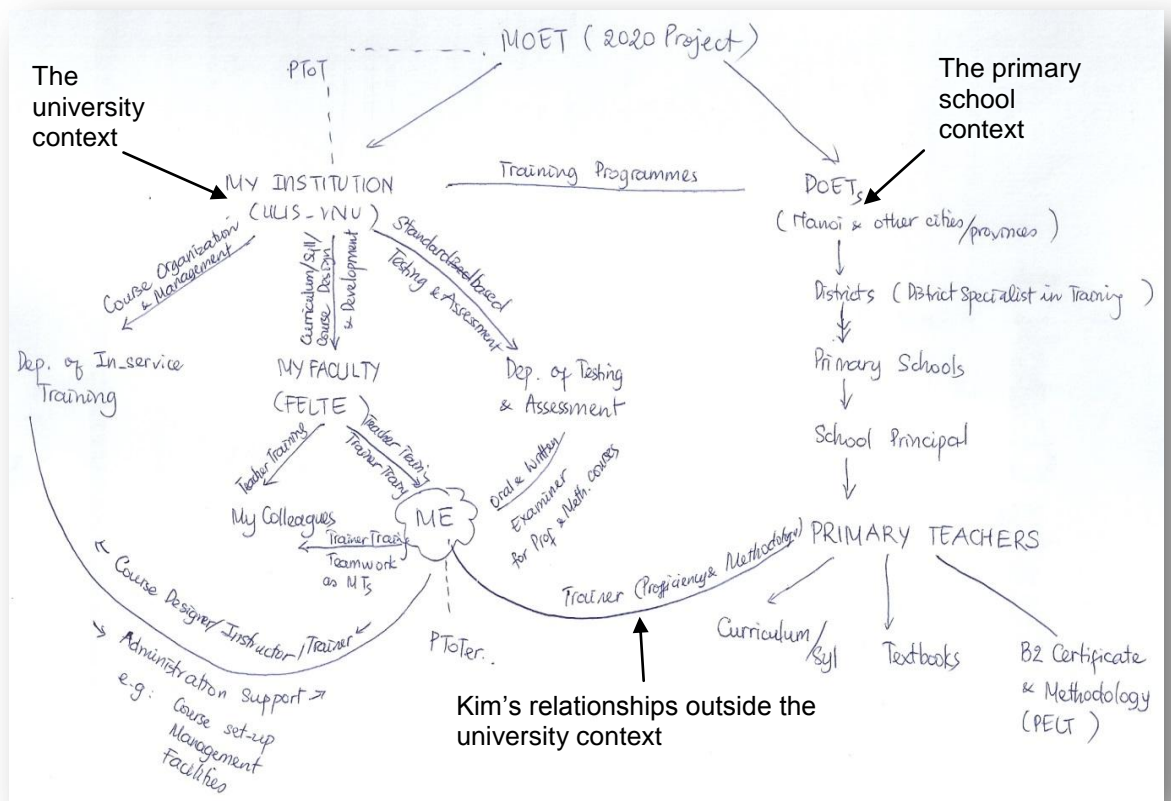 MOET (2020 Project)
PToT
The
university
context
The primary
school
context
MY INSTITUTION
(ULIS-VNU)
Training Programmes
DOETs
(Hanoi & other cities/provinces)
Course Organization
& Management
Curriculum/Syll/
Course Design
& Development
Standard based
Testing & Assessment
Districts (District Specialist in Training)
Dep. of In-service
Training
MY FACULTY
(FELTE)
Dep. of Testing
& Assessment
Primary Schools
School Principal
Teacher Training
Teacher Training
Trainer Training
Oral & Written
Examiner
for Prof & Meth. courses
My Colleagues
ME
Trainer Training
Teamwork
as MTs
PRIMARY TEACHERS
Trainer (Proficiency & Methodology)
Course Designer/Instructor/Trainer
Administration Support
e.g: Course set-up
Management
Facilities
PToTer..
Curriculum/
Syl
Textbooks
B2 Certificate
& Methodology
(PELT)
Kim's relationships outside the
university context